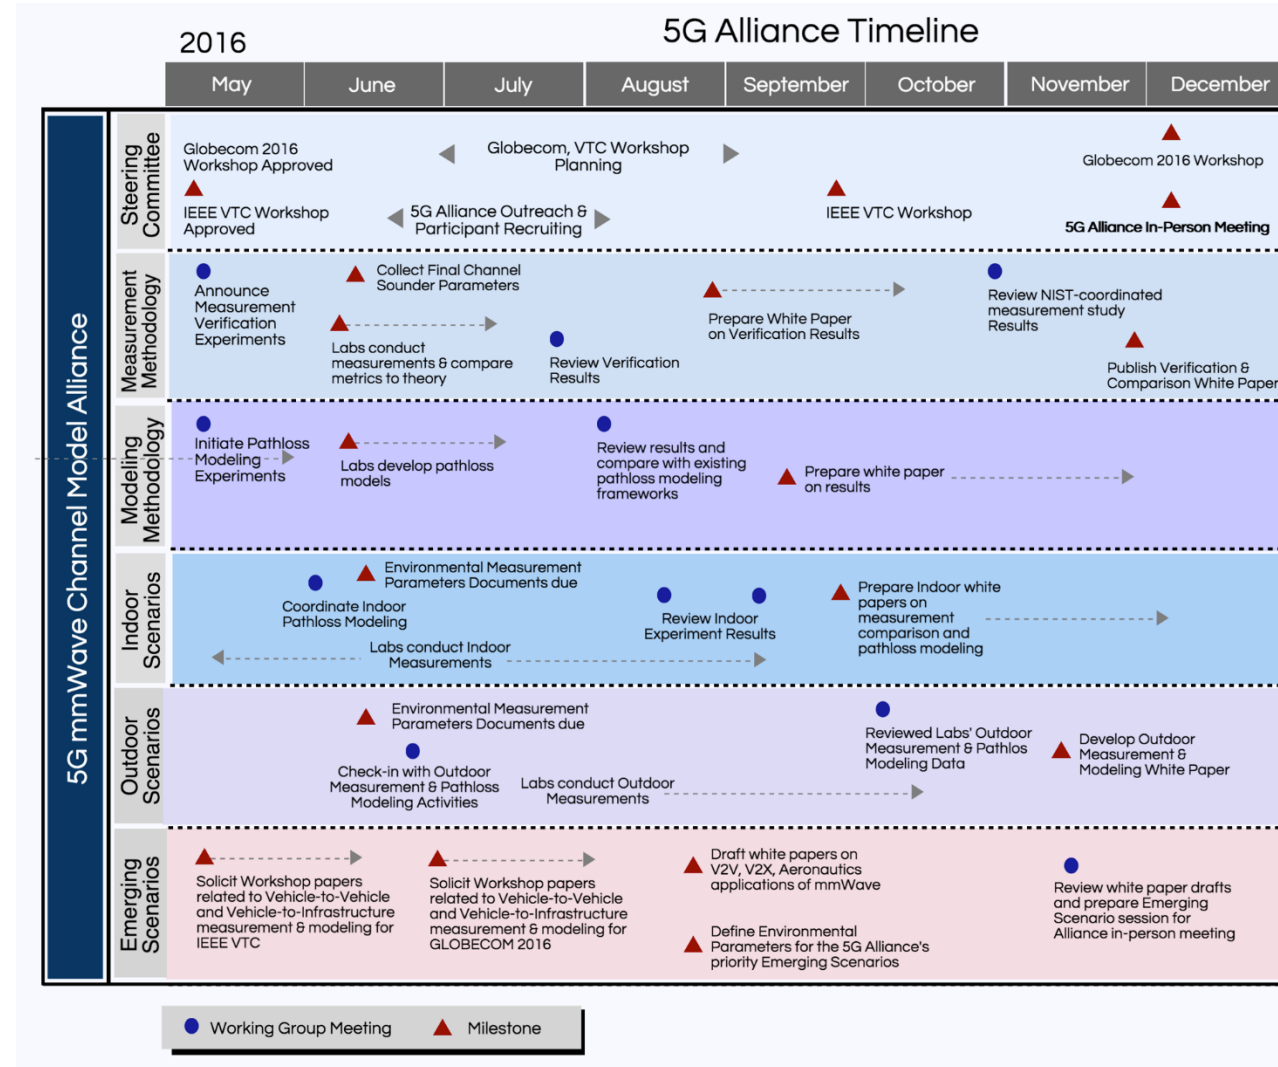 5G Alliance Timeline
2016
May
June
July
August
September
October
November
December
5G mmWave Channel Model Alliance
Steering
Committee
Globecom 2016
Workshop Approved
IEEE VTC Workshop
Approved
Globecom, VTC Workshop
Planning
5G Alliance Outreach &
Participant Recruiting
IEEE VTC Workshop
Globecom 2016 Workshop
5G Alliance In-Person Meeting
Measurement
Methodology
Announce
Measurement
Verification
Experiments
Collect Final Channel
Sounder Parameters
Labs conduct
measurements & compare
metrics to theory
Review Verification
Results
Prepare White Paper
on Verification Results
Review NIST-coordinated
measurement study
Results
Publish Verification &
Comparison White Paper
Modeling
Methodology
Initiate Pathloss
Modeling
Experiments
Labs develop pathloss
models
Review results and
compare with existing
pathloss modeling
frameworks
Prepare white paper
on results
Indoor
Scenarios
Coordinate Indoor
Pathloss Modeling
Environmental Measurement
Parameters Documents due
Labs conduct Indoor
Measurements
Review Indoor
Experiment Results
Prepare Indoor white
papers on
measurement
comparison and
pathloss modeling
Outdoor
Scenarios
Environmental Measurement
Parameters Documents due
Check-in with Outdoor
Measurement & Pathloss
Modeling Activities
Labs conduct Outdoor
Measurements
Reviewed Labs' Outdoor
Measurement & Pathlos
Modeling Data
Develop Outdoor
Measurement &
Modeling White Paper
Emerging
Scenarios
Solicit Workshop papers
related to Vehicle-to-Vehicle
and Vehicle-to-Infrastructure
measurement & modeling for
IEEE VTC
Solicit Workshop papers
related to Vehicle-to-Vehicle
and Vehicle-to-Infrastructure
measurement & modeling for
GLOBECOM 2016
Draft white papers on
V2V, V2X, Aeronautics
applications of mmWave
Define Environmental
Parameters for the 5G Alliance's
priority Emerging Scenarios
Review white paper drafts
and prepare Emerging
Scenario session for
Alliance in-person meeting
Working Group Meeting
Milestone